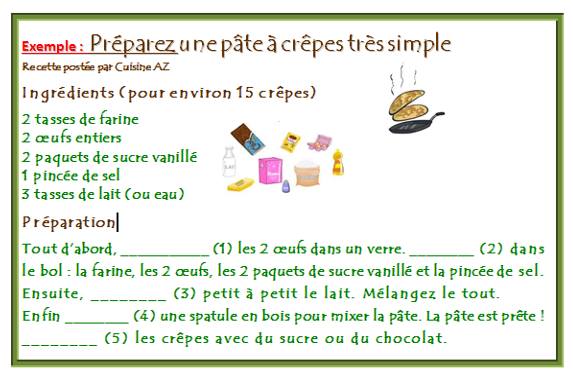 Exemple : Préparez une pâte à crêpes très simple
Recette postée par Cuisine AZ
Ingrédients (pour environ 15 crêpes)
2 tasses de farine
2 œufs entiers
2 paquets de sucre vanillé
1 pincée de sel
3 tasses de lait (ou eau)
Préparation
Tout d'abord, ___________ (1) les 2 œufs dans un verre. ________ (2) dans
le bol : la farine, les 2 œufs, les 2 paquets de sucre vanillé et la pincée de sel.
Ensuite, ________ (3) petit à petit le lait. Mélangez le tout.
Enfin ________ (4) une spatule en bois pour mixer la pâte. La pâte est prête !
________ (5) les crêpes avec du sucre ou du chocolat.